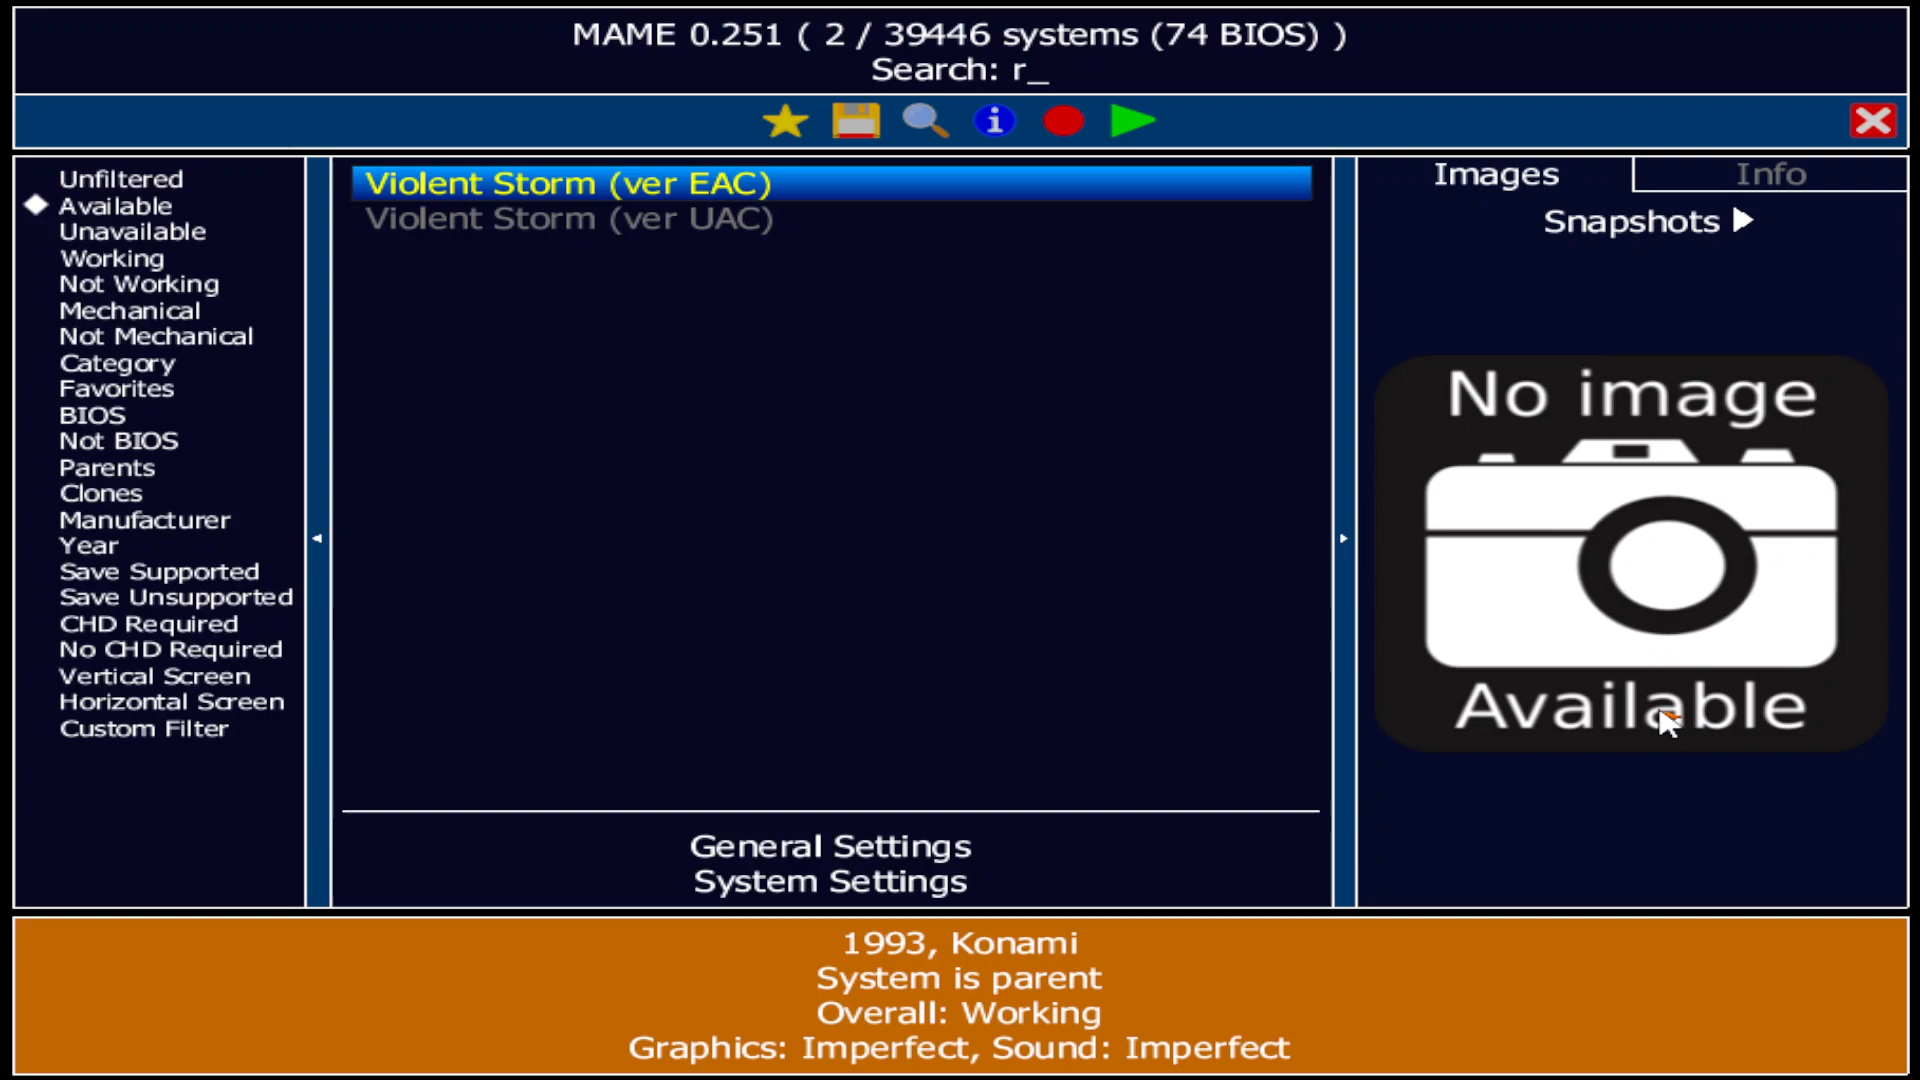 MAME 0.251 ( 2 / 39446 systems (74 BIOS) )
Search: r_
Unfiltered
Available
Unavailable
Working
Not Working
Mechanical
Not Mechanical
Category
Favorites
BIOS
Not BIOS
Parents
Clones
Manufacturer
Year
Save Supported
Save Unsupported
CHD Required
No CHD Required
Vertical Screen
Horizontal Screen
Custom Filter
Violent Storm (ver EAC)
Violent Storm (ver UAC)
General Settings
System Settings
Images
Info
Snapshots
No image
Available
1993, Konami
System is parent
Overall: Working
Graphics: Imperfect, Sound: Imperfect